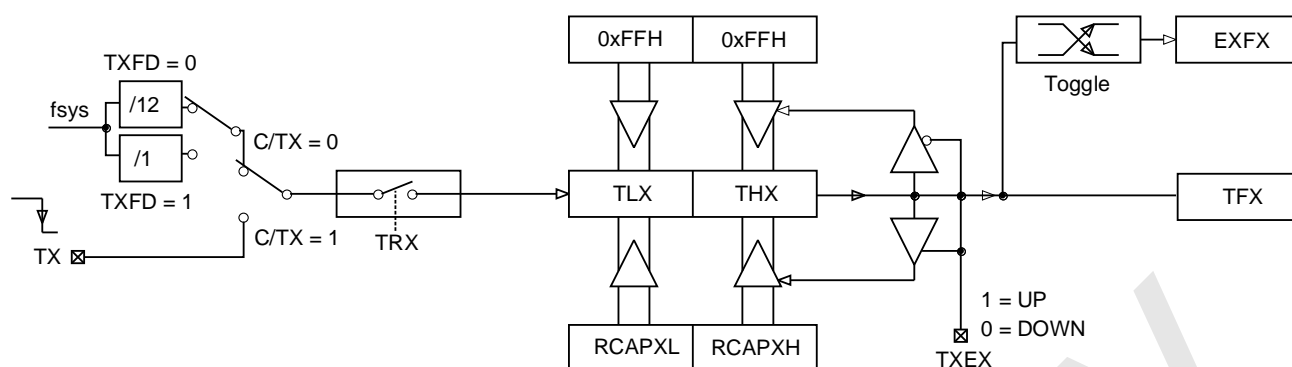 0xFFH 0xFFH EXFX
Toggle
TXFD = 0
fsys /12
C/TX = 0
/1
TXFD = 1
TLX THX TFX
C/TX = 1 TRX
TX
1 = UP
0 = DOWN
RCAPXL RCAPXH
TXEX